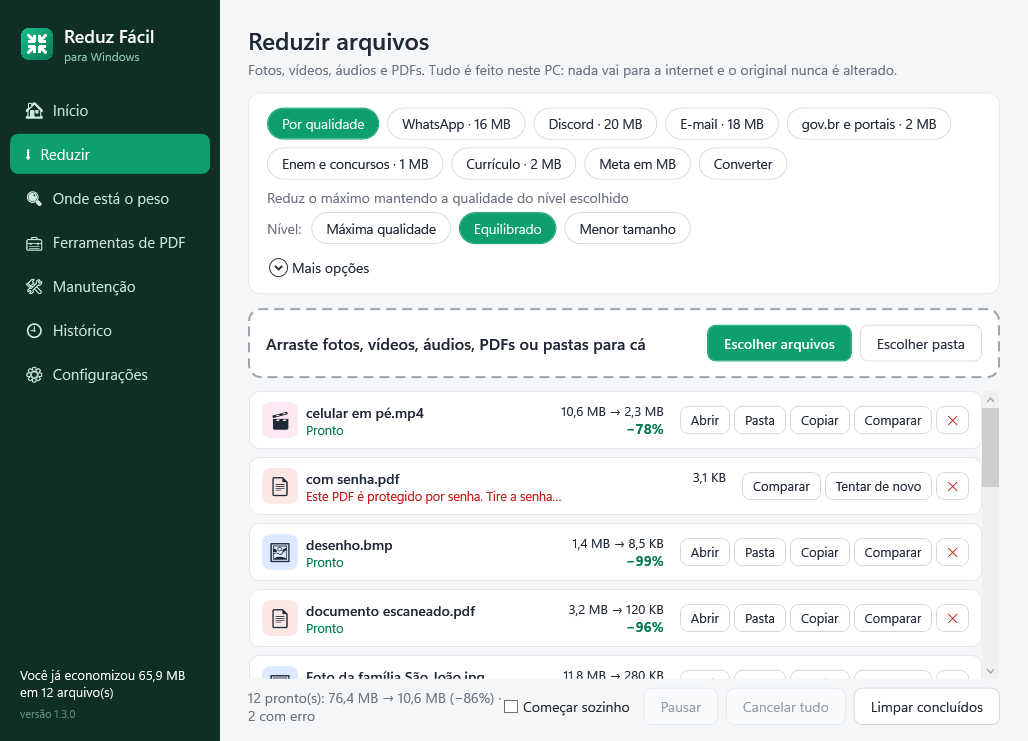 Reduz Fácil
para Windows
Início
Reduzir
Onde está o peso
Ferramentas de PDF
Manutenção
Histórico
Configurações
Você já economizou 65,9 MB
em 12 arquivo(s)
versão 1.3.0
Reduzir arquivos
Fotos, vídeos, áudios e PDFs. Tudo é feito neste PC: nada vai para a internet e o original nunca é alterado.
Por qualidade WhatsApp · 16 MB Discord · 20 MB E-mail · 18 MB gov.br e portais · 2 MB
Enem e concursos · 1 MB Currículo · 2 MB Meta em MB Converter
Reduz o máximo mantendo a qualidade do nível escolhido
Nível: Máxima qualidade Equilibrado Menor tamanho
Mais opções
Arraste fotos, vídeos, áudios, PDFs ou pastas para cá Escolher arquivos Escolher pasta
celular em pé.mp4 10,6 MB → 2,3 MB Abrir Pasta Copiar Comparar
Pronto −78%
com senha.pdf 3,1 KB Comparar Tentar de novo
Este PDF é protegido por senha. Tire a senha...
desenho.bmp 1,4 MB → 8,5 KB Abrir Pasta Copiar Comparar
Pronto −99%
documento escaneado.pdf 3,2 MB → 120 KB Abrir Pasta Copiar Comparar
Pronto −96%
Foto da família São João.jpg 11,8 MB → 280 KB
12 pronto(s): 76,4 MB → 10,6 MB (−86%) ·
2 com erro
Começar sozinho Pausar Cancelar tudo Limpar concluídos